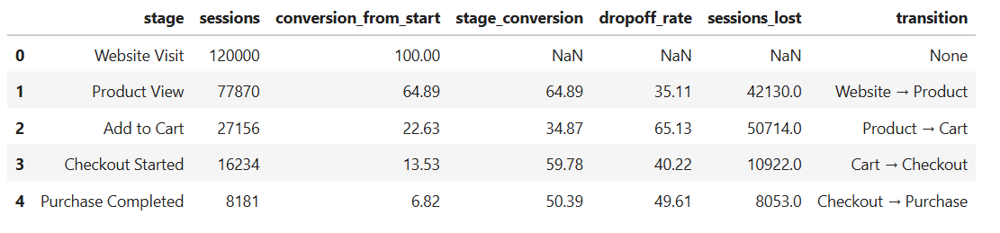 stage sessions conversion_from_start stage_conversion dropoff_rate sessions_lost transition
0 Website Visit 120000 100.00 NaN NaN NaN None
1 Product View 77870 64.89 64.89 35.11 42130.0 Website → Product
2 Add to Cart 27156 22.63 34.87 65.13 50714.0 Product → Cart
3 Checkout Started 16234 13.53 59.78 40.22 10922.0 Cart → Checkout
4 Purchase Completed 8181 6.82 50.39 49.61 8053.0 Checkout → Purchase